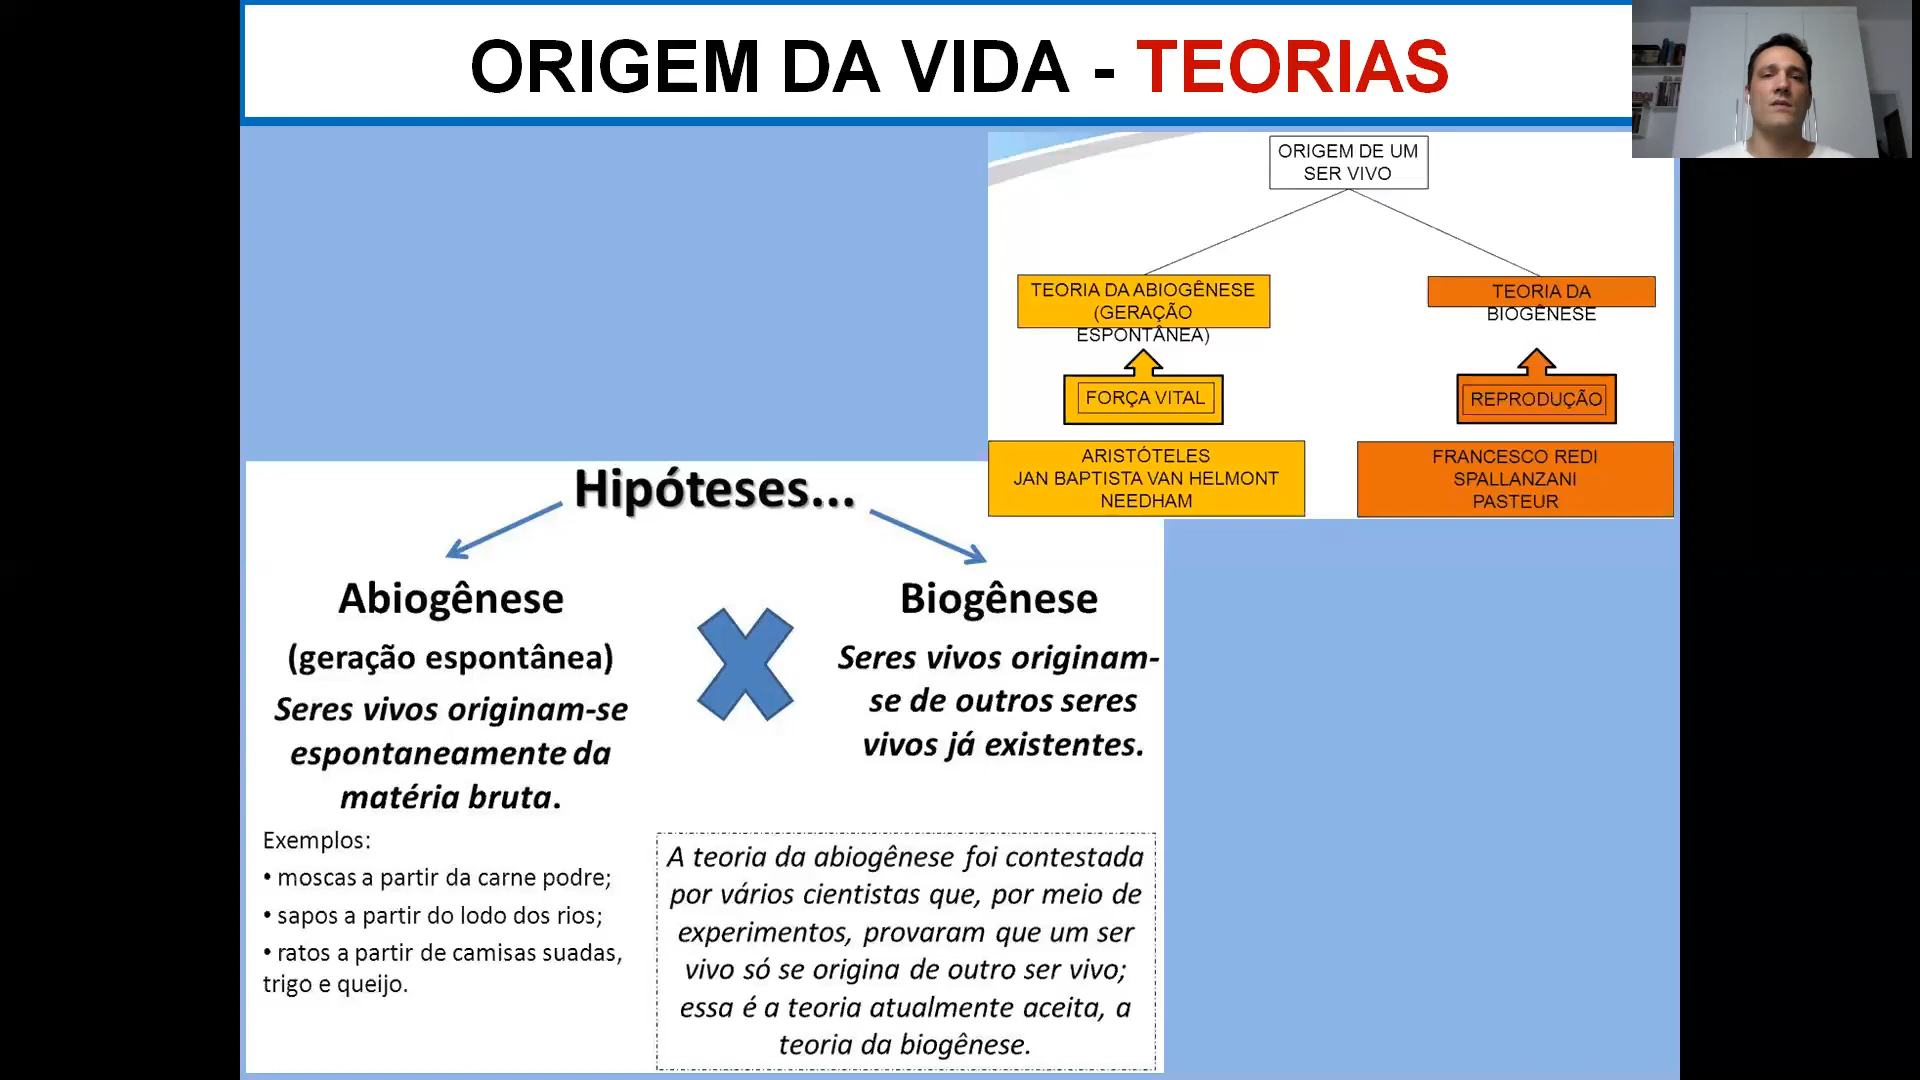 ORIGEM DA VIDA - TEORIAS
ORIGEM DE UM
SER VIVO
TEORIA DA ABIOGÊNESE
(GERAÇÃO
ESPONTÂNEA)
TEORIA DA
BIOGÊNESE
FORÇA VITAL
REPRODUÇÃO
ARISTÓTELES
JAN BAPTISTA VAN HELMONT
NEEDHAM
FRANCESCO REDI
SPALLANZANI
PASTEUR
Hipóteses...
Abiogênese
(geração espontânea)
Seres vivos originam-se
espontaneamente da
matéria bruta.
Biogênese
Seres vivos originam-
se de outros seres
vivos já existentes.
Exemplos:
• moscas a partir da carne podre;
• sapos a partir do lodo dos rios;
• ratos a partir de camisas suadas,
trigo e queijo.
A teoria da abiogênese foi contestada
por vários cientistas que, por meio de
experimentos, provaram que um ser
vivo só se origina de outro ser vivo;
essa é a teoria atualmente aceita, a
teoria da biogênese.